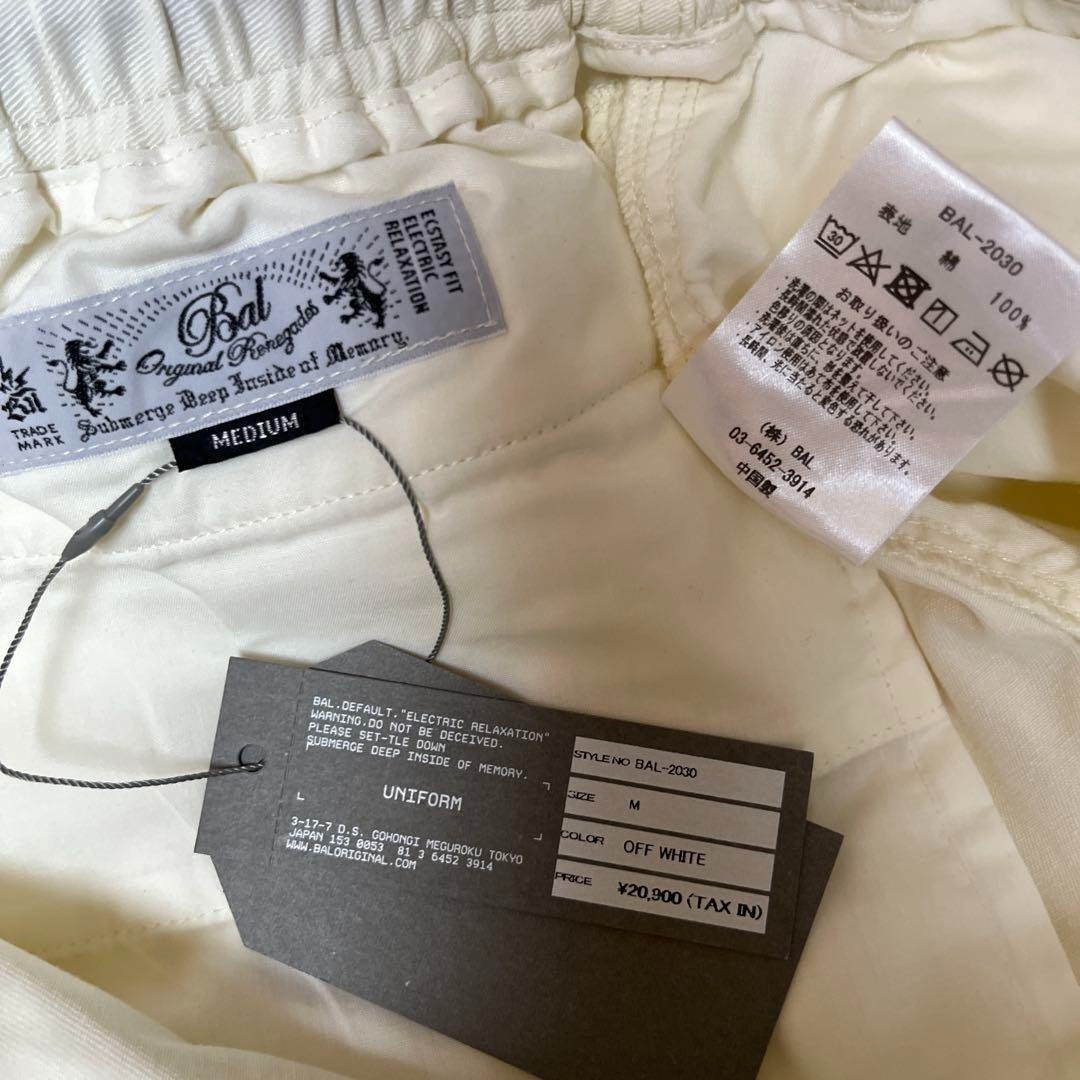 ECSTASY FIT
ELECTRIC
RELAXATION
Bal
Original Renegades
Submerge Deep Inside of Memory.
Bal
TRADE
MARK
MEDIUM
BAL-2030
表地 綿 100%
30
お取り扱いのご注意
(株) BAL
03-6452-3914
中国製
BAL.DEFAULT."ELECTRIC RELAXATION"
WARNING.DO NOT BE DECEIVED.
PLEASE SET-TLE DOWN
SUBMERGE DEEP INSIDE OF MEMORY.
UNIFORM
3-17-7 D.S. GOHONGI MEGUROKU TOKYO
JAPAN 153 0053 81 3 6452 3914
WWW.BALORIGINAL.COM
STYLE NO BAL-2030
SIZE M
COLOR OFF WHITE
PRICE ¥20,900 (TAX IN)